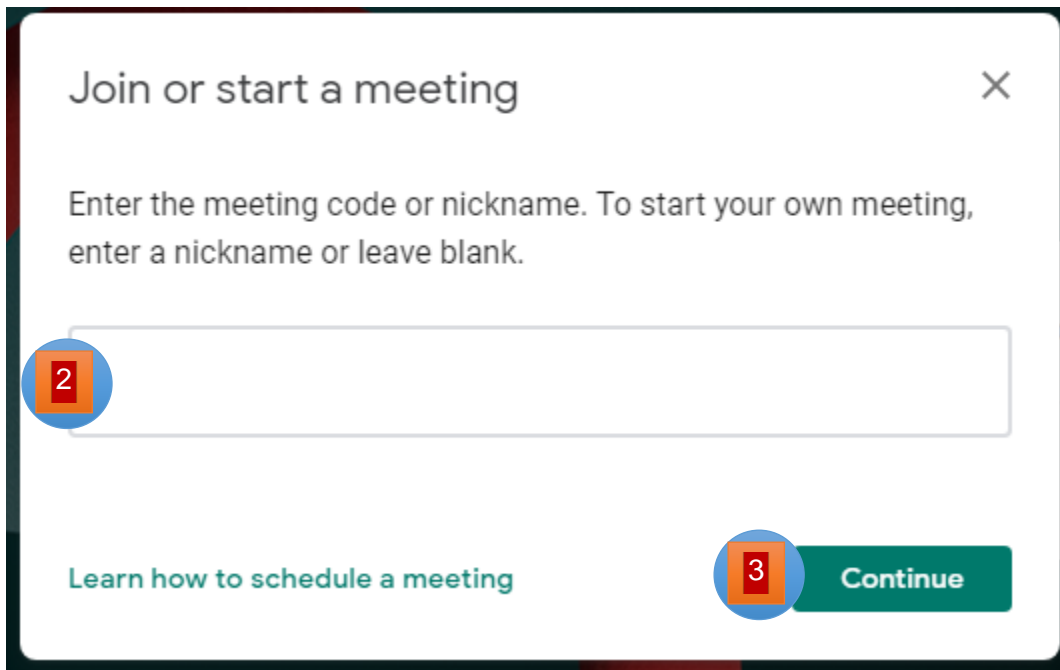 Join or start a meeting
Enter the meeting code or nickname. To start your own meeting,
enter a nickname or leave blank.
2
Learn how to schedule a meeting
3
Continue